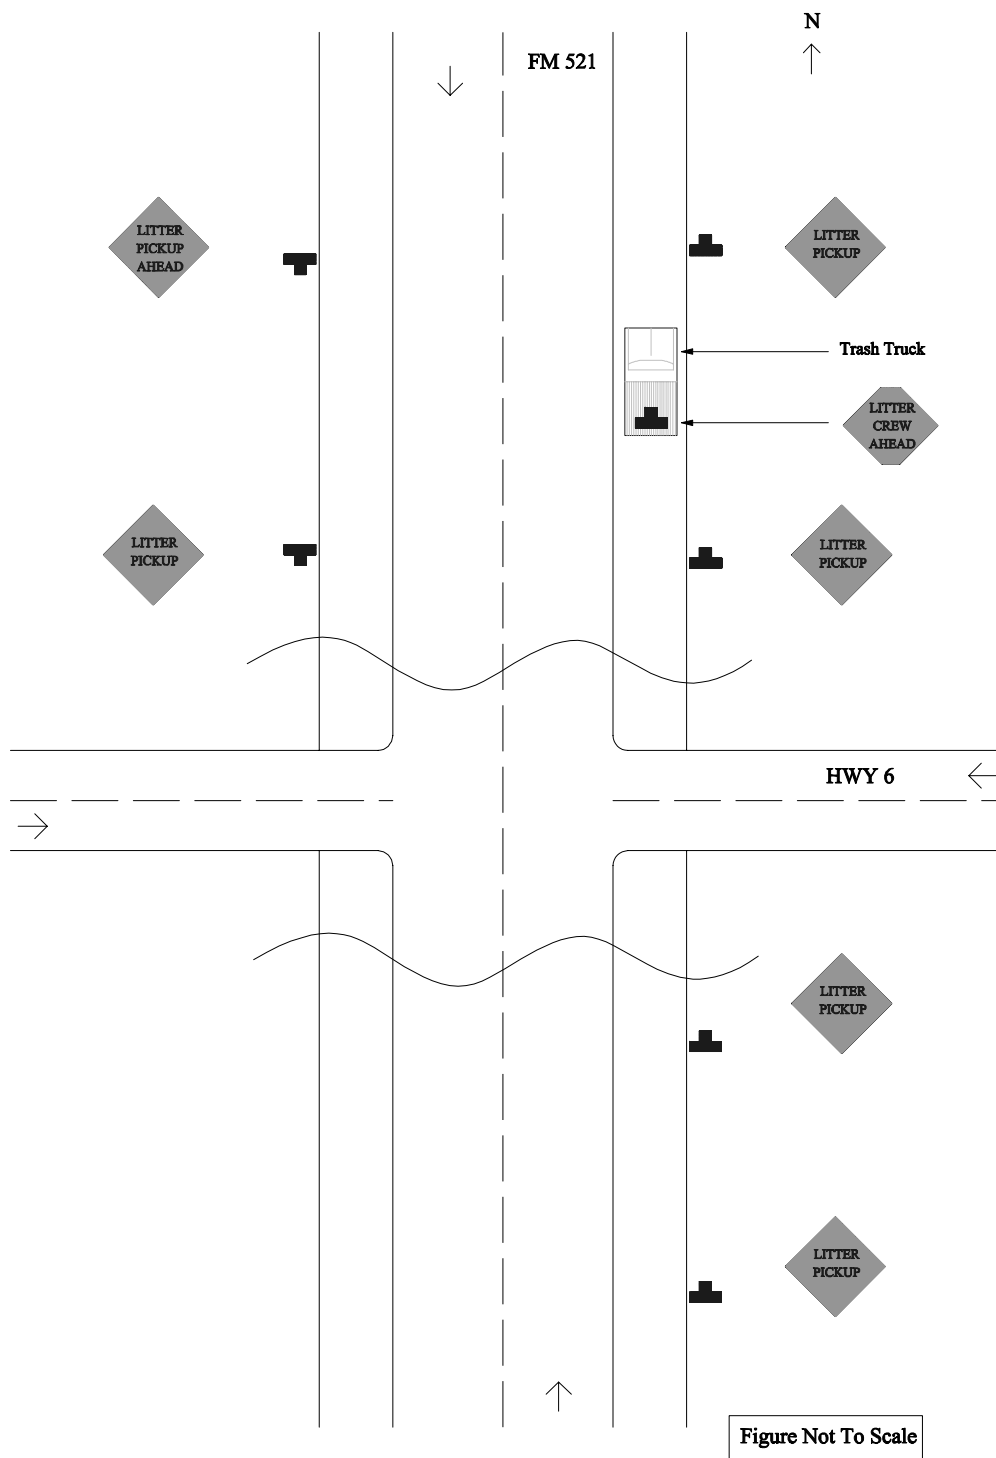 N
FM 521
LITTER
PICKUP
AHEAD
LITTER
PICKUP
Trash Truck
LITTER
CREW
AHEAD
LITTER
PICKUP
LITTER
PICKUP
HWY 6
LITTER
PICKUP
LITTER
PICKUP
Figure Not To Scale